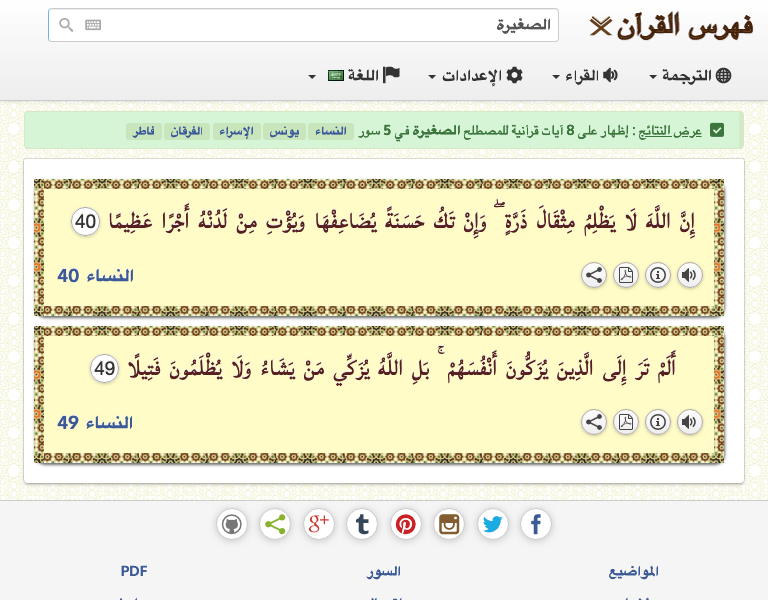 فهرس القرآن
الصغيرة
الترجمة
القراء
الإعدادات
اللغة
عرض النتائج : إظهار على 8 آيات قرآنية للمصطلح الصغيرة في 5 سور النساء يونس الإسراء الفرقان فاطر
إِنَّ اللَّهَ لَا يَظْلِمُ مِثْقَالَ ذَرَّةٍ ۖ وَإِنْ تَكُ حَسَنَةً يُضَاعِفْهَا وَيُؤْتِ مِنْ لَدُنْهُ أَجْرًا عَظِيمًا 40
النساء 40
أَلَمْ تَرَ إِلَى الَّذِينَ يُزَكُّونَ أَنْفُسَهُمْ ۚ بَلِ اللَّهُ يُزَكِّي مَنْ يَشَاءُ وَلَا يُظْلَمُونَ فَتِيلًا 49
النساء 49
المواضيع
السور
PDF